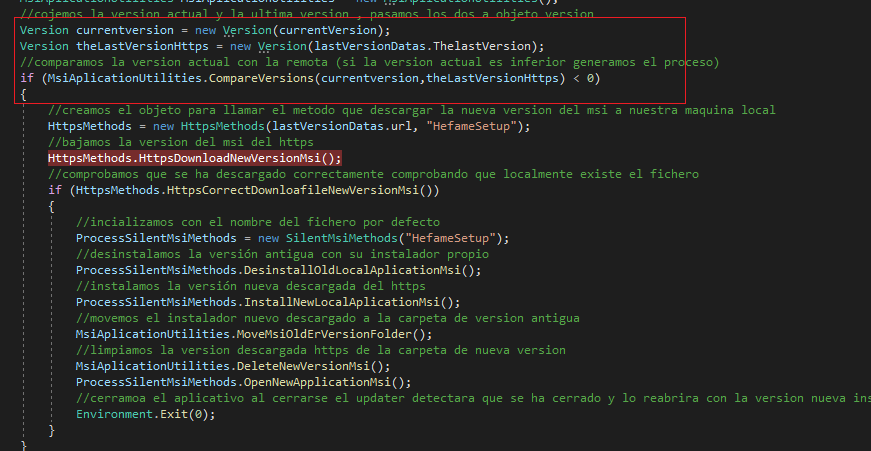 MsiAplicationUtilities MsiAplicationUtilities = new MsiAplicationUtilities();
//cojemos la version actual y la ultima version , pasamos los dos a objeto version
Version currentversion = new Version(currentVersion);
Version theLastVersionHttps = new Version(lastVersionDatas.ThelastVersion);
//comparamos la version actual con la remota (si la version actual es inferior generamos el proceso)
if (MsiAplicationUtilities.CompareVersions(currentversion,theLastVersionHttps) < 0)
{
//creamos el objeto para llamar el metodo que descargar la nueva version del msi a nuestra maquina local
HttpsMethods = new HttpsMethods(lastVersionDatas.url, "HefameSetup");
//bajamos la version del msi del https
HttpsMethods.HttpsDownloadNewVersionMsi();
//comprobamos que se ha descargado correctamente comprobando que localmente existe el fichero
if (HttpsMethods.HttpsCorrectDownloafileNewVersionMsi())
{
//incializamos con el nombre del fichero por defecto
ProcessSilentMsiMethods = new SilentMsiMethods("HefameSetup");
//desinstalamos la versión antigua con su instalador propio
ProcessSilentMsiMethods.DesinstallOldLocalAplicationMsi();
//instalamos la versión nueva descargada del https
ProcessSilentMsiMethods.InstallNewLocalAplicationMsi();
//movemos el instalador nuevo descargado a la carpeta de version antigua
MsiAplicationUtilities.MoveMsiOldErVersionFolder();
//limpiamos la version descargada https de la carpeta de nueva version
MsiAplicationUtilities.DeleteNewVersionMsi();
ProcessSilentMsiMethods.OpenNewApplicationMsi();
//cerramoa el aplicativo al cerrarse el updater detectara que se ha cerrado y lo reabrira con la version nueva ins
Environment.Exit(0);
}
}